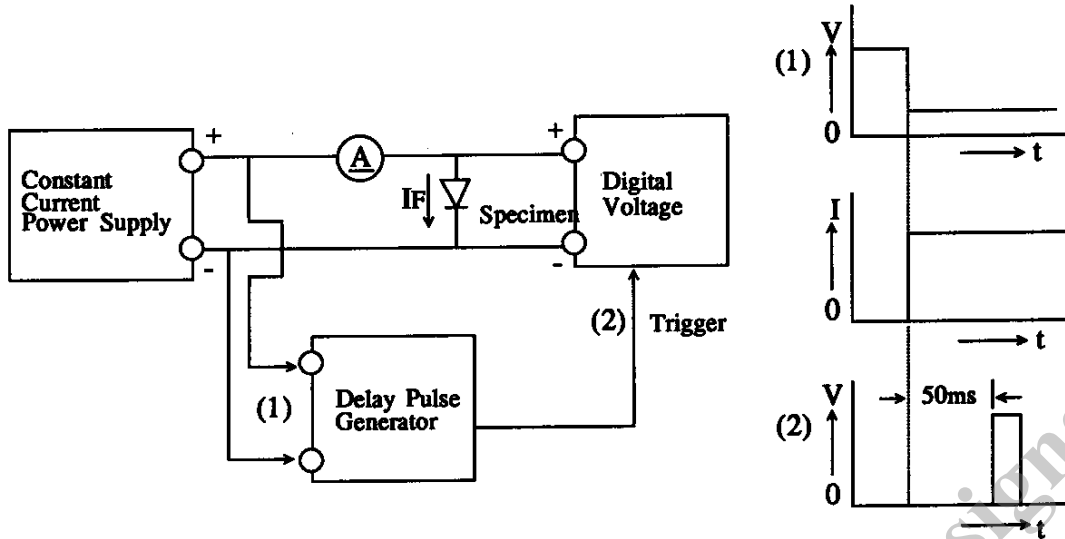 Constant
Current
Power Supply
+
-
A
IF
Specimen
+
-
Digital
Voltage
(2)
Trigger
(1)
Delay Pulse
Generator
V
(1)
0
t
I
0
t
V
50ms
(2)
0
t